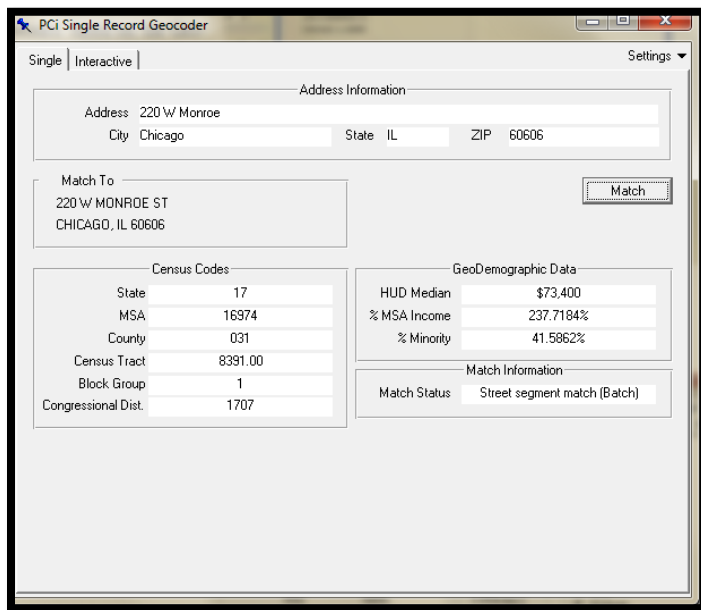 PCi Single Record Geocoder
Single Interactive Settings
Address Information
Address 220 W Monroe
City Chicago State IL ZIP 60606
Match To
220 W MONROE ST
CHICAGO, IL 60606
Match
Census Codes
State 17
MSA 16974
County 031
Census Tract 8391.00
Block Group 1
Congressional Dist. 1707
GeoDemographic Data
HUD Median $73,400
% MSA Income 237.7184%
% Minority 41.5862%
Match Information
Match Status Street segment match (Batch)